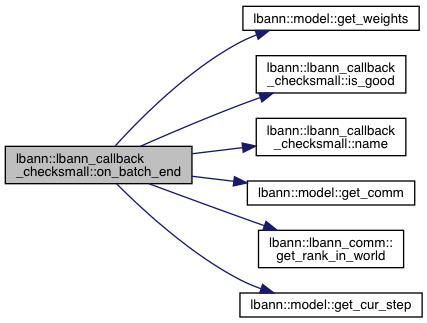 lbann::model::get_weights
lbann::lbann_callback
_checksmall::is_good
lbann::lbann_callback
_checksmall::name
lbann::lbann_callback
_checksmall::on_batch_end
lbann::model::get_comm
lbann::lbann_comm::
get_rank_in_world
lbann::model::get_cur_step